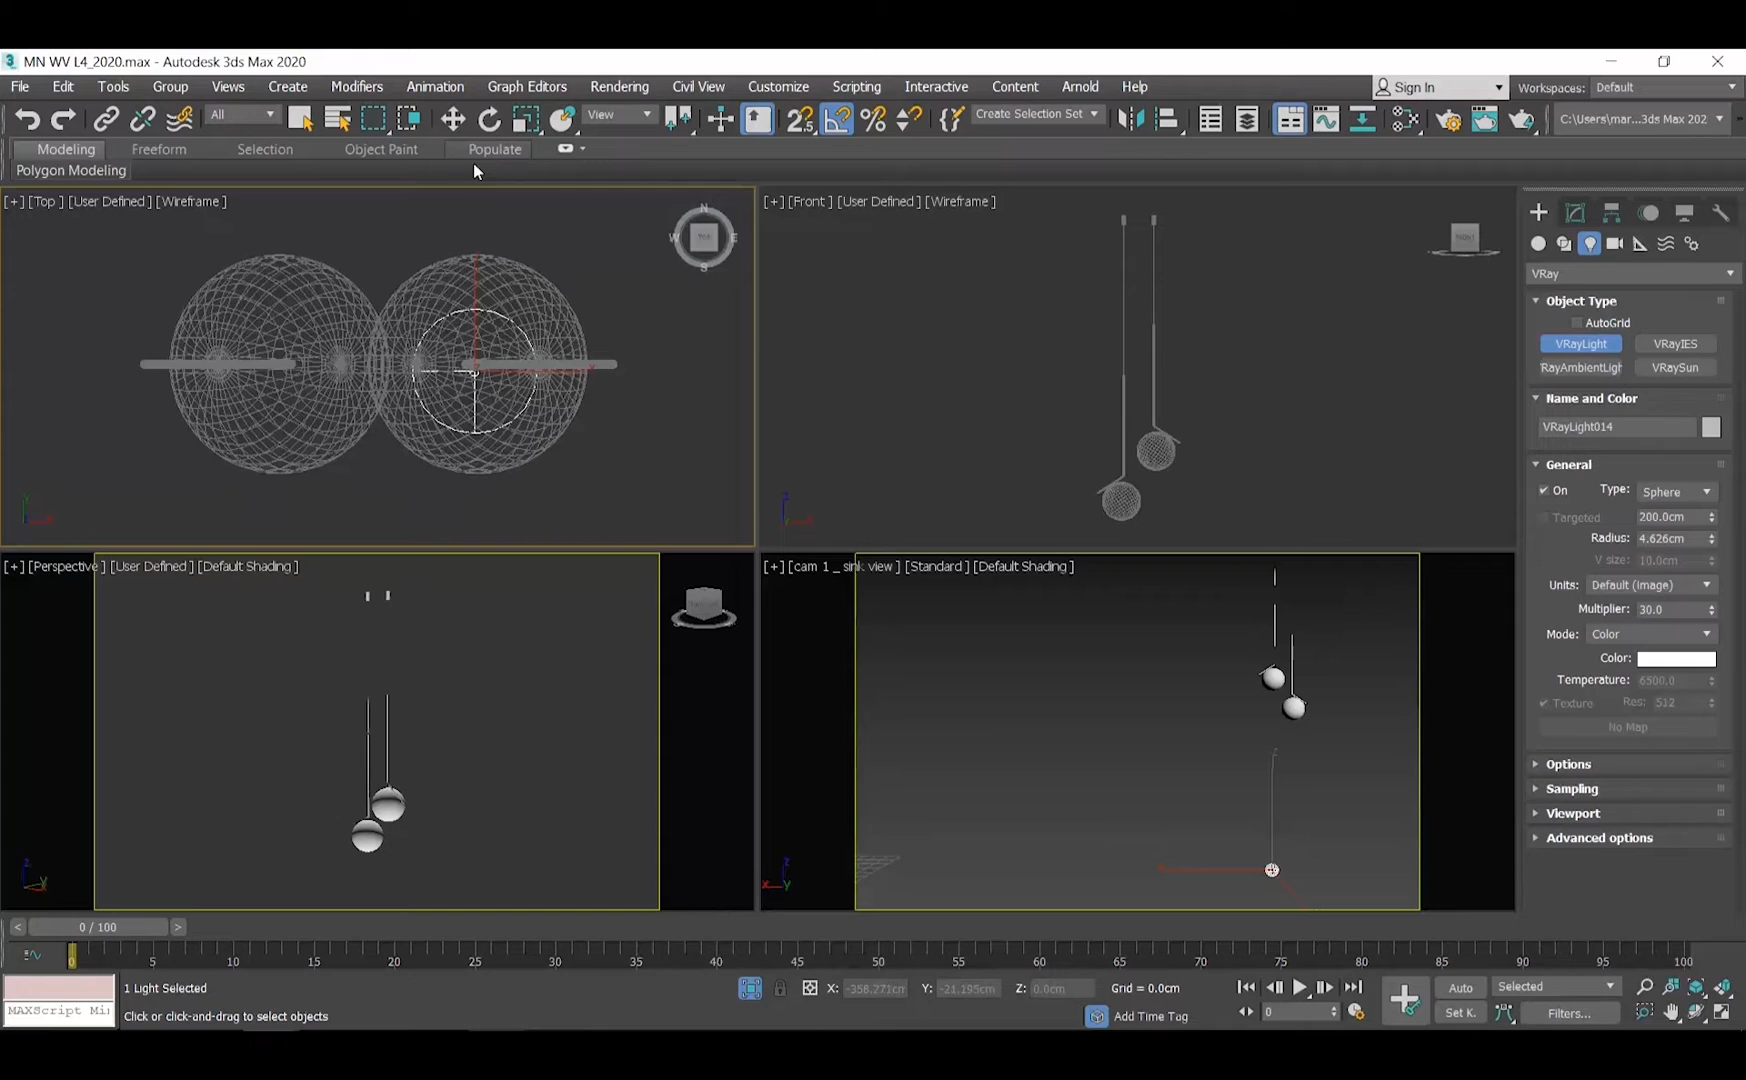 MN WV L4_2020.max - Autodesk 3ds Max 2020
File Edit Tools Group Views Create Modifiers Animation Graph Editors Rendering Civil View Customize Scripting Interactive Content Arnold Help
Sign In
Workspaces: Default
All
View
Create Selection Set
C:\Users\mar...3ds Max 202
Modeling Freeform Selection Object Paint Populate
Polygon Modeling
[+] [Top ] [User Defined ] [Wireframe ]
N
W E
S
TOP
[+] [Front ] [User Defined ] [Wireframe ]
FRONT
[+] [Perspective ] [User Defined ] [Default Shading ]
[+] [cam 1 _ sink view ] [Standard ] [Default Shading ]
VRay
Object Type
AutoGrid
VRayLight VRayIES
RayAmbientLigh VRaySun
Name and Color
VRayLight014
General
On Type: Sphere
Targeted 200.0cm
Radius: 4.626cm
V size: 10.0cm
Units: Default (image)
Multiplier: 30.0
Mode: Color
Color:
Temperature: 6500.0
Texture Res: 512
No Map
Options
Sampling
Viewport
Advanced options
< 0 / 100 >
0 5 10 15 20 25 30 35 40 45 50 55 60 65 70 75 80 85 90 95 100
MAXScript Mi
1 Light Selected
Click or click-and-drag to select objects
X: -358.271cm Y: -21.195cm Z: 0.0cm Grid = 0.0cm
Add Time Tag
0
Auto Selected
Set K. Filters...